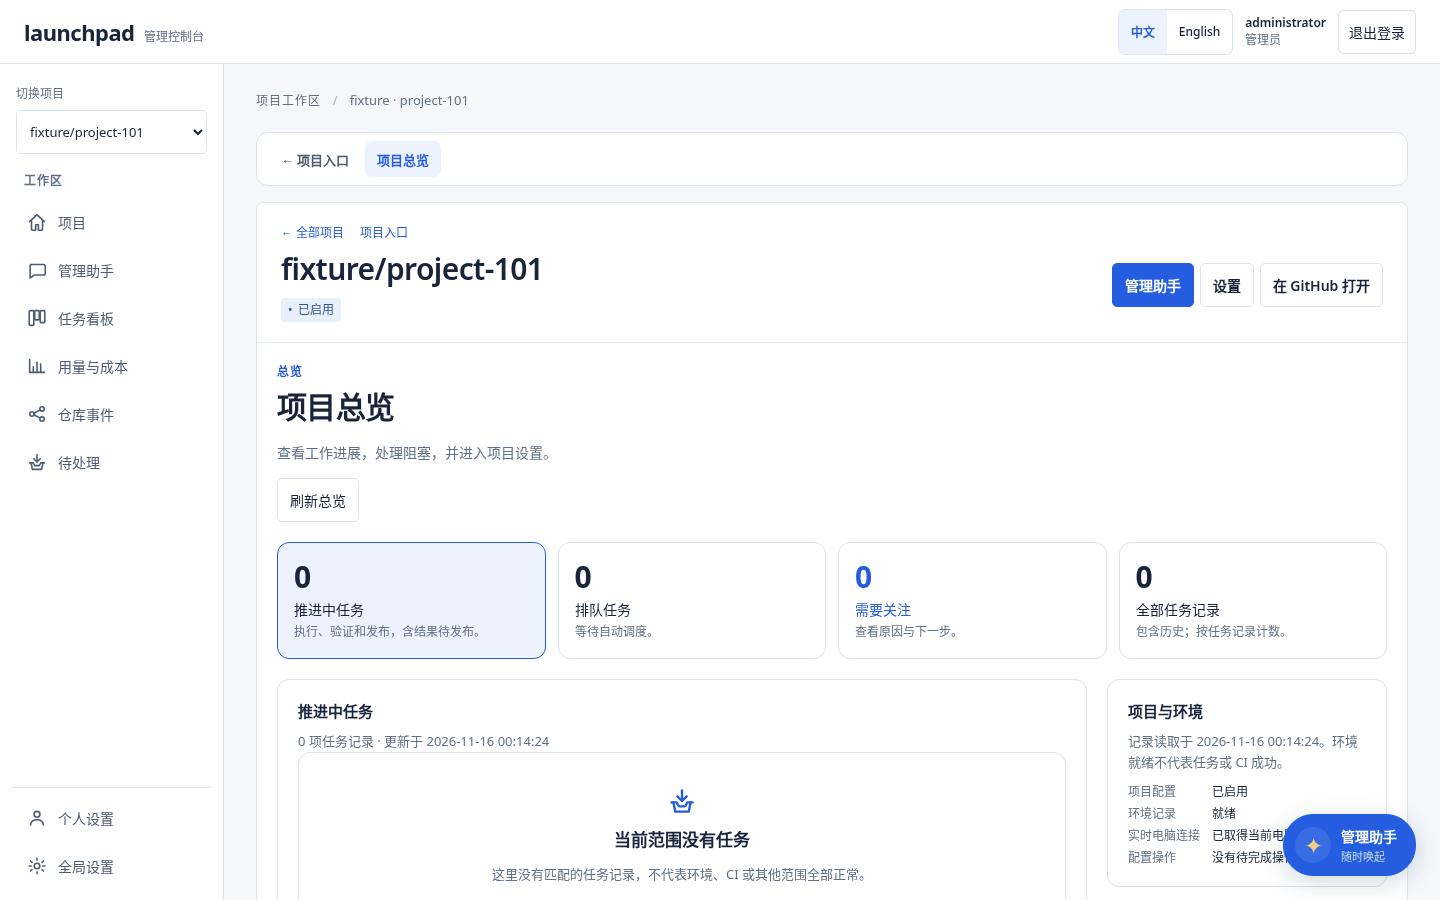 launchpad 管理控制台
中文 English administrator 管理员 退出登录
切换项目
fixture/project-101
工作区
项目
管理助手
任务看板
用量与成本
仓库事件
待处理
个人设置
全局设置
项目工作区 / fixture · project-101
← 项目入口 项目总览
← 全部项目 项目入口
fixture/project-101
• 已启用
管理助手 设置 在 GitHub 打开
总览
项目总览
查看工作进展，处理阻塞，并进入项目设置。
刷新总览
0
推进中任务
执行、验证和发布，含结果待发布。
0
排队任务
等待自动调度。
0
需要关注
查看原因与下一步。
0
全部任务记录
包含历史；按任务记录计数。
推进中任务
0 项任务记录 · 更新于 2026-11-16 00:14:24
当前范围没有任务
这里没有匹配的任务记录，不代表环境、CI 或其他范围全部正常。
项目与环境
记录读取于 2026-11-16 00:14:24。环境
就绪不代表任务或 CI 成功。
项目配置 已启用
环境记录 就绪
实时电脑连接 已取得当前电
配置操作 没有待完成操
管理助手
随时唤起